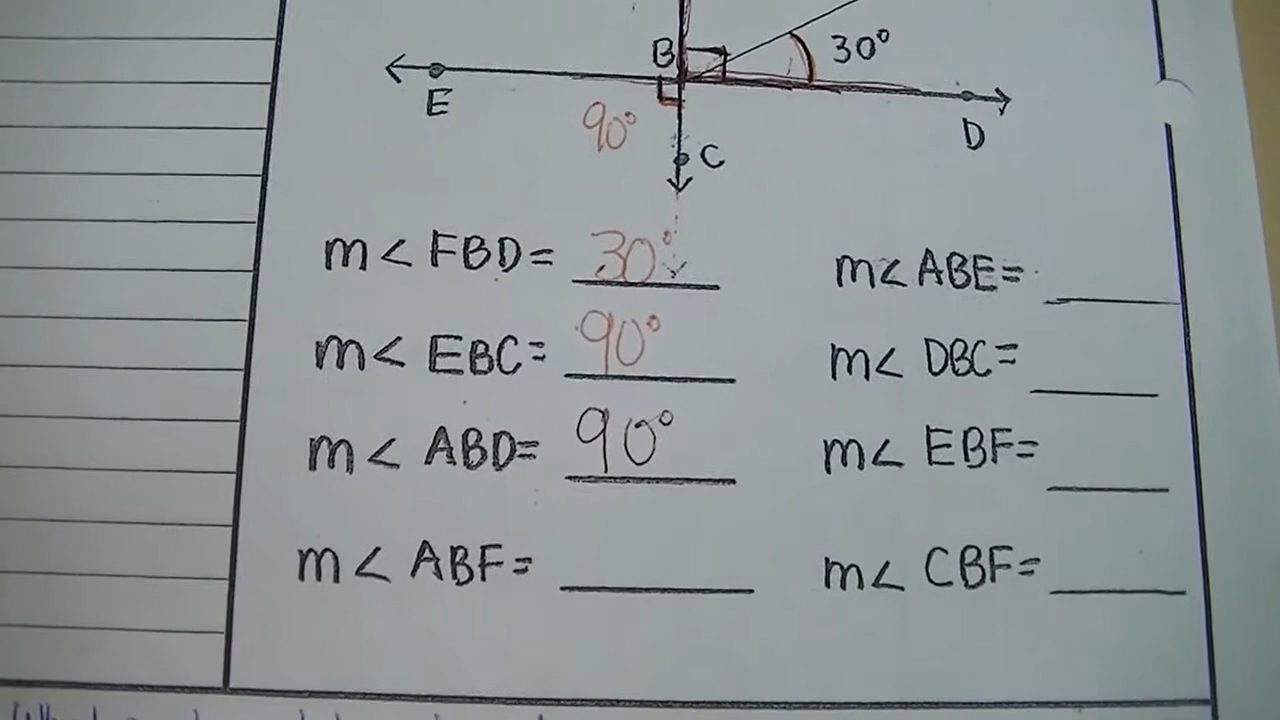 B
30°
E
90°
D
C
m< FBD= 30°
m< ABE=
m< EBC= 90°
m< DBC=
m< ABD= 90°
m< EBF=
m< ABF=
m< CBF=